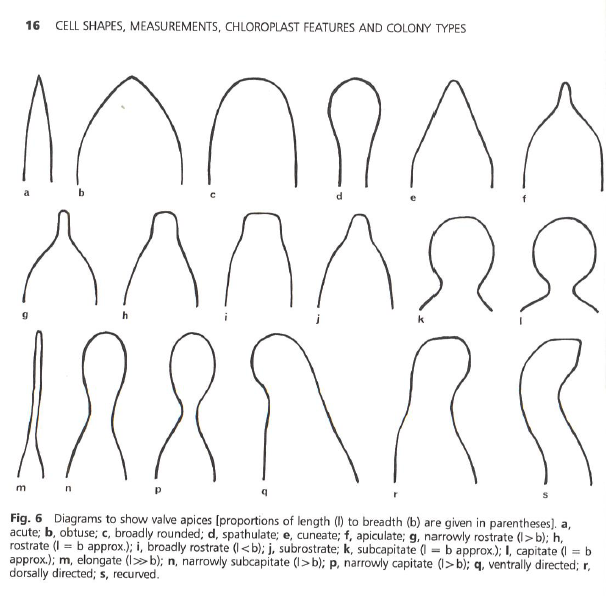 16 CELL SHAPES, MEASUREMENTS, CHLOROPLAST FEATURES AND COLONY TYPES
a b c d e f
g h i j k l
m n p q r s
Fig. 6 Diagrams to show valve apices [proportions of length (l) to breadth (b) are given in parentheses]. a,
acute; b, obtuse; c, broadly rounded; d, spathulate; e, cuneate; f, apiculate; g, narrowly rostrate (l>b); h,
rostrate (l = b approx.); i, broadly rostrate (l<b); j, subrostrate; k, subcapitate (l = b approx.); l, capitate (l = b
approx.); m, elongate (l≫b); n, narrowly subcapitate (l>b); p, narrowly capitate (l>b); q, ventrally directed; r,
dorsally directed; s, recurved.